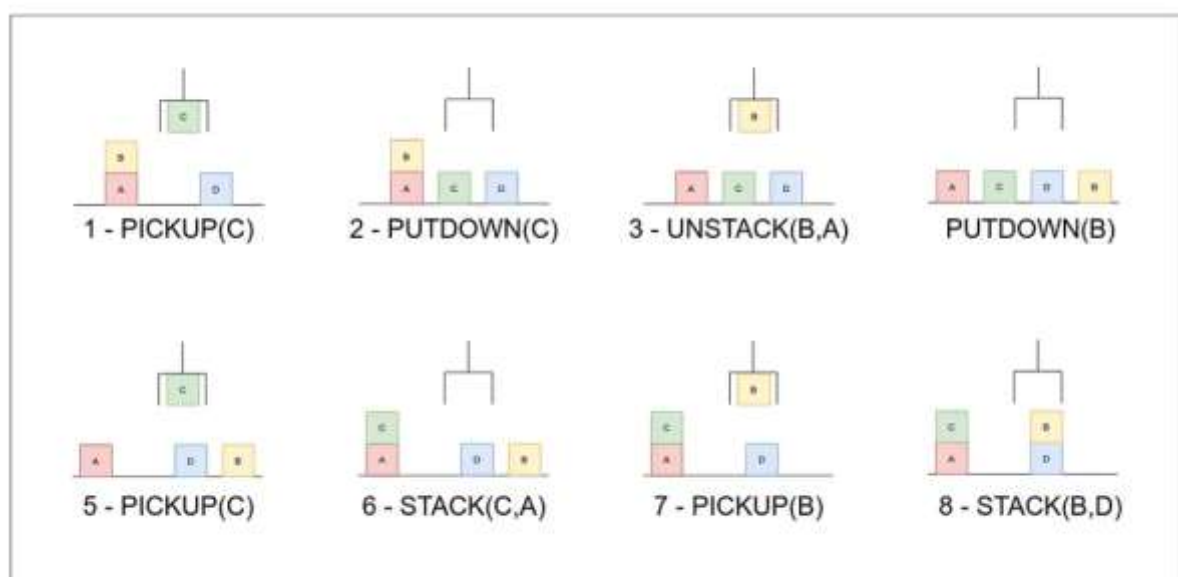 C
B
A D
1 - PICKUP(C)
B
A C D
2 - PUTDOWN(C)
B
A C D
3 - UNSTACK(B,A)
A C D B
PUTDOWN(B)
C
A D B
5 - PICKUP(C)
C
A D B
6 - STACK(C,A)
B
C
A D
7 - PICKUP(B)
C B
A D
8 - STACK(B,D)